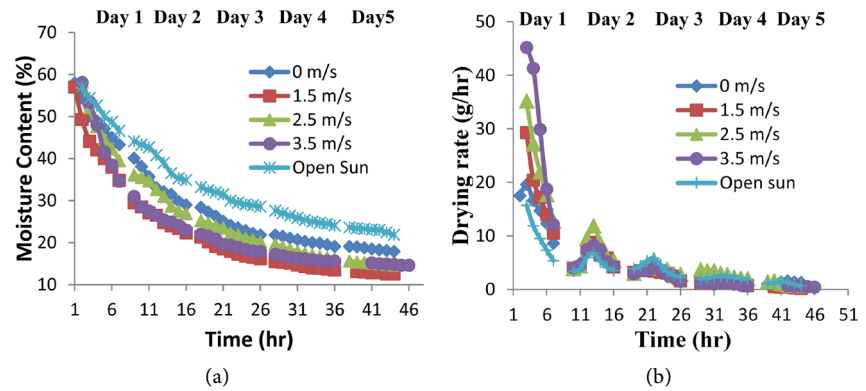 (a)
Day 1 Day 2 Day 3 Day 4 Day5
Moisture Content (%)
70
60
50
40
30
20
10
0 m/s
1.5 m/s
2.5 m/s
3.5 m/s
Open Sun
1 6 11 16 21 26 31 36 41 46
Time (hr)
(a)
Day 1 Day 2 Day 3 Day 4 Day 5
Drying rate (g/hr)
50
40
30
20
10
0
0 m/s
1.5 m/s
2.5 m/s
3.5 m/s
Open sun
1 6 11 16 21 26 31 36 41 46 51
Time (hr)
(b)